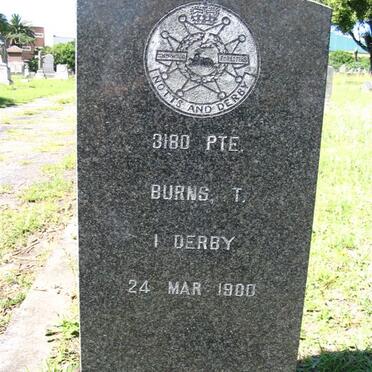 NOTTS AND DERBY
3180 PTE.
BURNS, T.
1 DERBY
24 MAR 1900